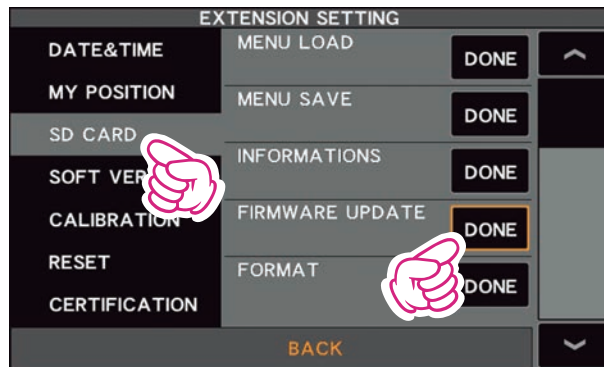 EXTENSION SETTING
DATE&TIME
MY POSITION
SD CARD
SOFT VER
CALIBRATION
RESET
CERTIFICATION
MENU LOAD
DONE
MENU SAVE
DONE
INFORMATIONS
DONE
FIRMWARE UPDATE
DONE
FORMAT
DONE
BACK